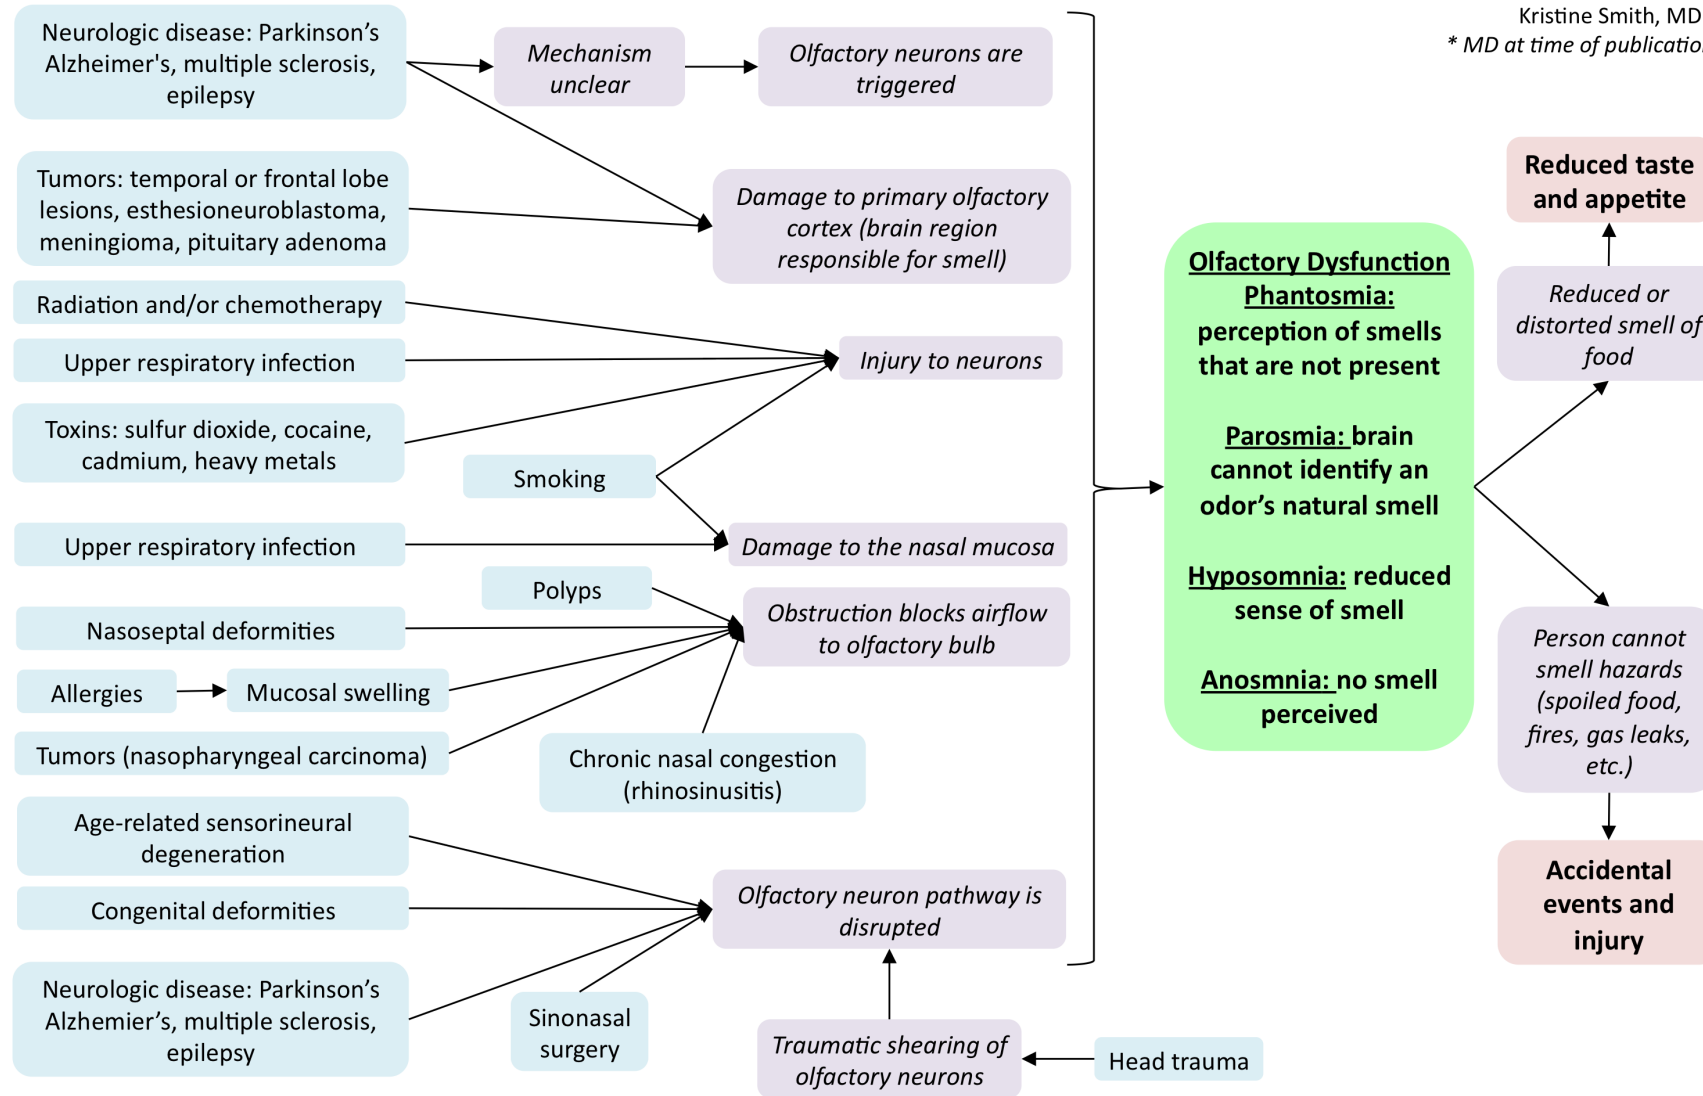 Kristine Smith, MD
* MD at time of publication
Neurologic disease: Parkinson's
Alzheimer's, multiple sclerosis,
epilepsy
Mechanism
unclear
Olfactory neurons are
triggered
Tumors: temporal or frontal lobe
lesions, esthesioneuroblastoma,
meningioma, pituitary adenoma
Damage to primary olfactory
cortex (brain region
responsible for smell)
Radiation and/or chemotherapy
Upper respiratory infection
Injury to neurons
Toxins: sulfur dioxide, cocaine,
cadmium, heavy metals
Smoking
Upper respiratory infection
Damage to the nasal mucosa
Polyps
Nasoseptal deformities
Obstruction blocks airflow
to olfactory bulb
Allergies
Mucosal swelling
Tumors (nasopharyngeal carcinoma)
Chronic nasal congestion
(rhinosinusitis)
Age-related sensorineural
degeneration
Congenital deformities
Olfactory neuron pathway is
disrupted
Neurologic disease: Parkinson's
Alzhemier's, multiple sclerosis,
epilepsy
Sinonasal
surgery
Traumatic shearing of
olfactory neurons
Head trauma
Olfactory Dysfunction
Phantosmia:
perception of smells
that are not present
Parosmia: brain
cannot identify an
odor's natural smell
Hyposomnia: reduced
sense of smell
Anosmnia: no smell
perceived
Reduced taste
and appetite
Reduced or
distorted smell of
food
Person cannot
smell hazards
(spoiled food,
fires, gas leaks,
etc.)
Accidental
events and
injury